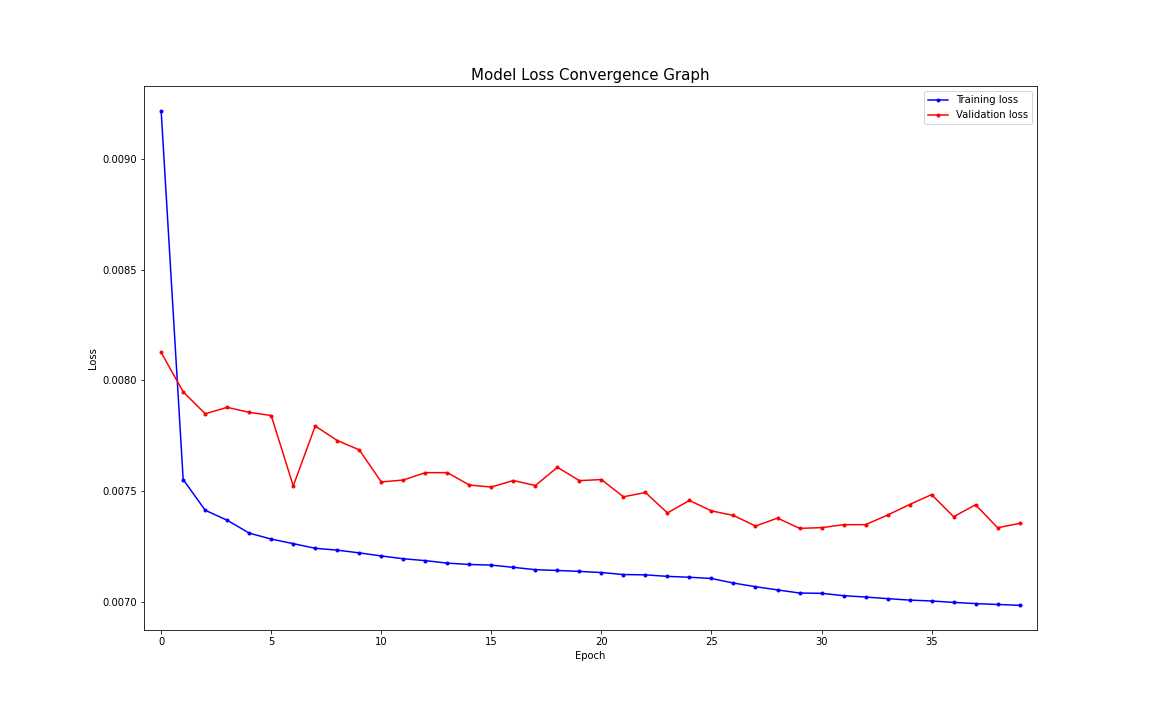 Model Loss Convergence Graph
Training loss
Validation loss
0.0090
0.0085
0.0080
0.0075
0.0070
Loss
0 5 10 15 20 25 30 35
Epoch